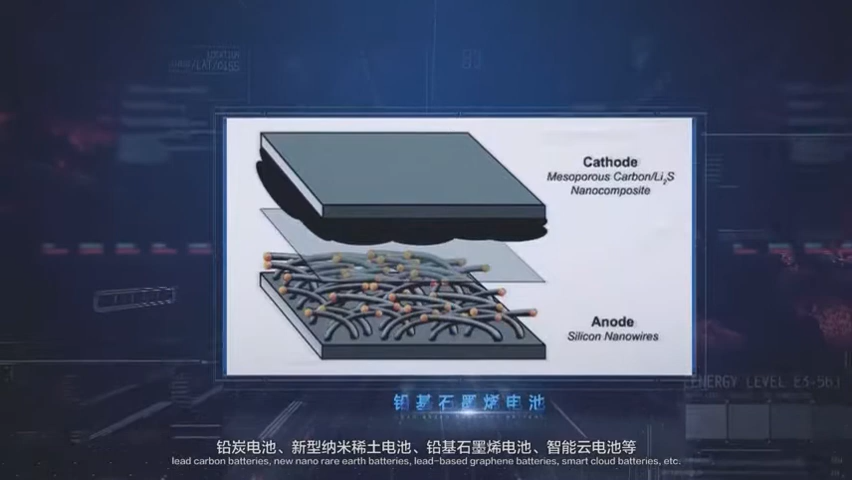 Cathode
Mesoporous Carbon/Li₂S
Nanocomposite
Anode
Silicon Nanowires
ENERGY LEVEL E3-563
铅基石墨烯电池
铅炭电池、新型纳米稀土电池、铅基石墨烯电池、智能云电池等
lead carbon batteries, new nano rare earth batteries, lead-based graphene batteries, smart cloud batteries, etc.